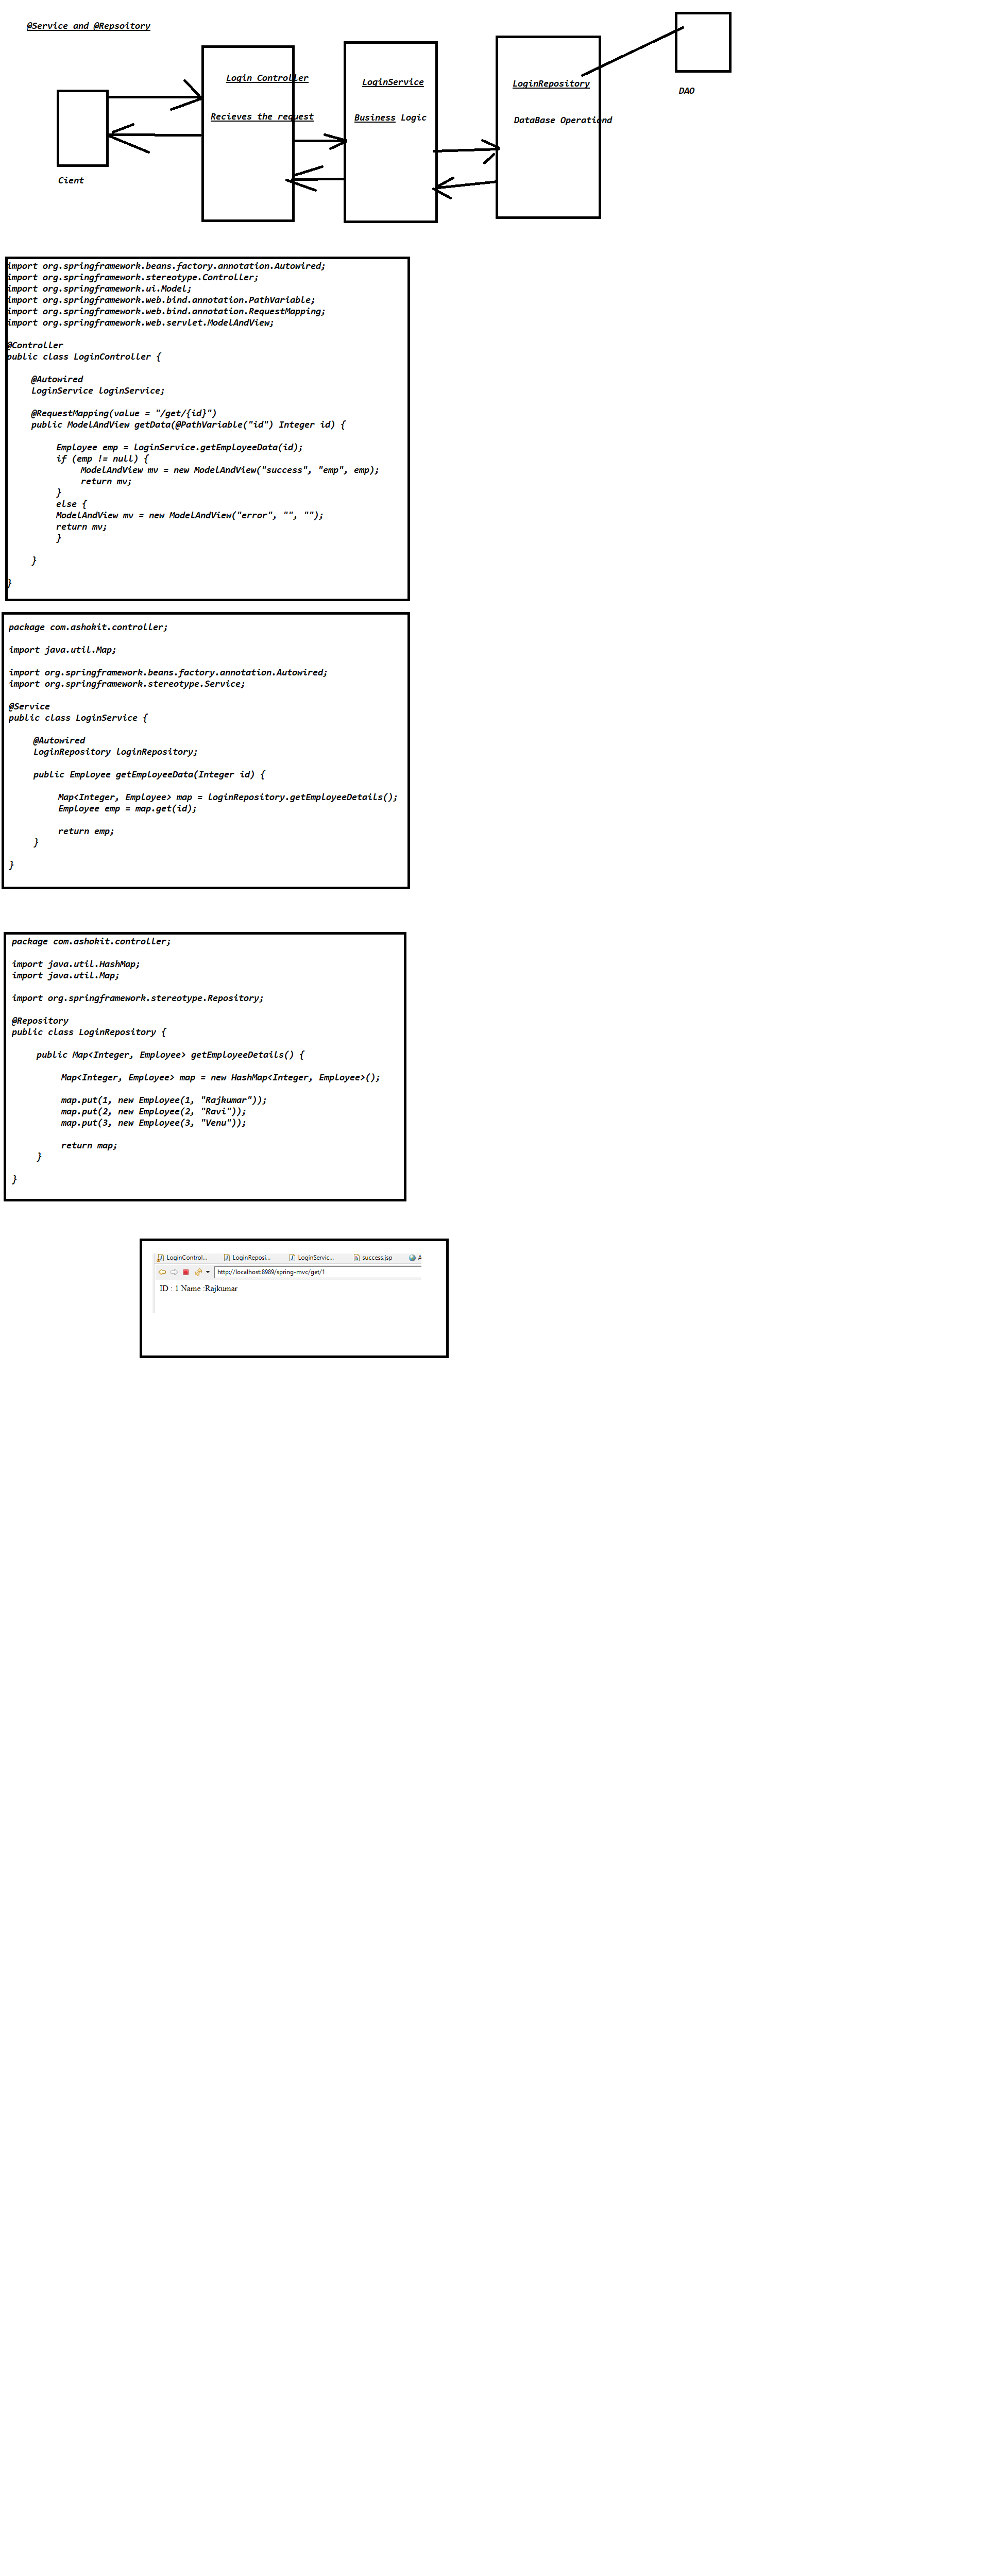 @Service and @Repsoitory
Login Controller
Recieves the request
LoginService
Business Logic
LoginRepository
DataBase Operationd
DAO
Cient
import org.springframework.beans.factory.annotation.Autowired;
import org.springframework.stereotype.Controller;
import org.springframework.ui.Model;
import org.springframework.web.bind.annotation.PathVariable;
import org.springframework.web.bind.annotation.RequestMapping;
import org.springframework.web.servlet.ModelAndView;
@Controller
public class LoginController {
@Autowired
LoginService loginService;
@RequestMapping(value = "/get/{id}")
public ModelAndView getData(@PathVariable("id") Integer id) {
Employee emp = loginService.getEmployeeData(id);
if (emp != null) {
ModelAndView mv = new ModelAndView("success", "emp", emp);
return mv;
}
else {
ModelAndView mv = new ModelAndView("error", "", "");
return mv;
}
}
}
package com.ashokit.controller;
import java.util.Map;
import org.springframework.beans.factory.annotation.Autowired;
import org.springframework.stereotype.Service;
@Service
public class LoginService {
@Autowired
LoginRepository loginRepository;
public Employee getEmployeeData(Integer id) {
Map<Integer, Employee> map = loginRepository.getEmployeeDetails();
Employee emp = map.get(id);
return emp;
}
}
package com.ashokit.controller;
import java.util.HashMap;
import java.util.Map;
import org.springframework.stereotype.Repository;
@Repository
public class LoginRepository {
public Map<Integer, Employee> getEmployeeDetails() {
Map<Integer, Employee> map = new HashMap<Integer, Employee>();
map.put(1, new Employee(1, "Rajkumar"));
map.put(2, new Employee(2, "Ravi"));
map.put(3, new Employee(3, "Venu"));
return map;
}
}
LoginControl... LoginReposi... LoginServic... success.jsp A
http://localhost:8989/spring-mvc/get/1
ID : 1 Name :Rajkumar